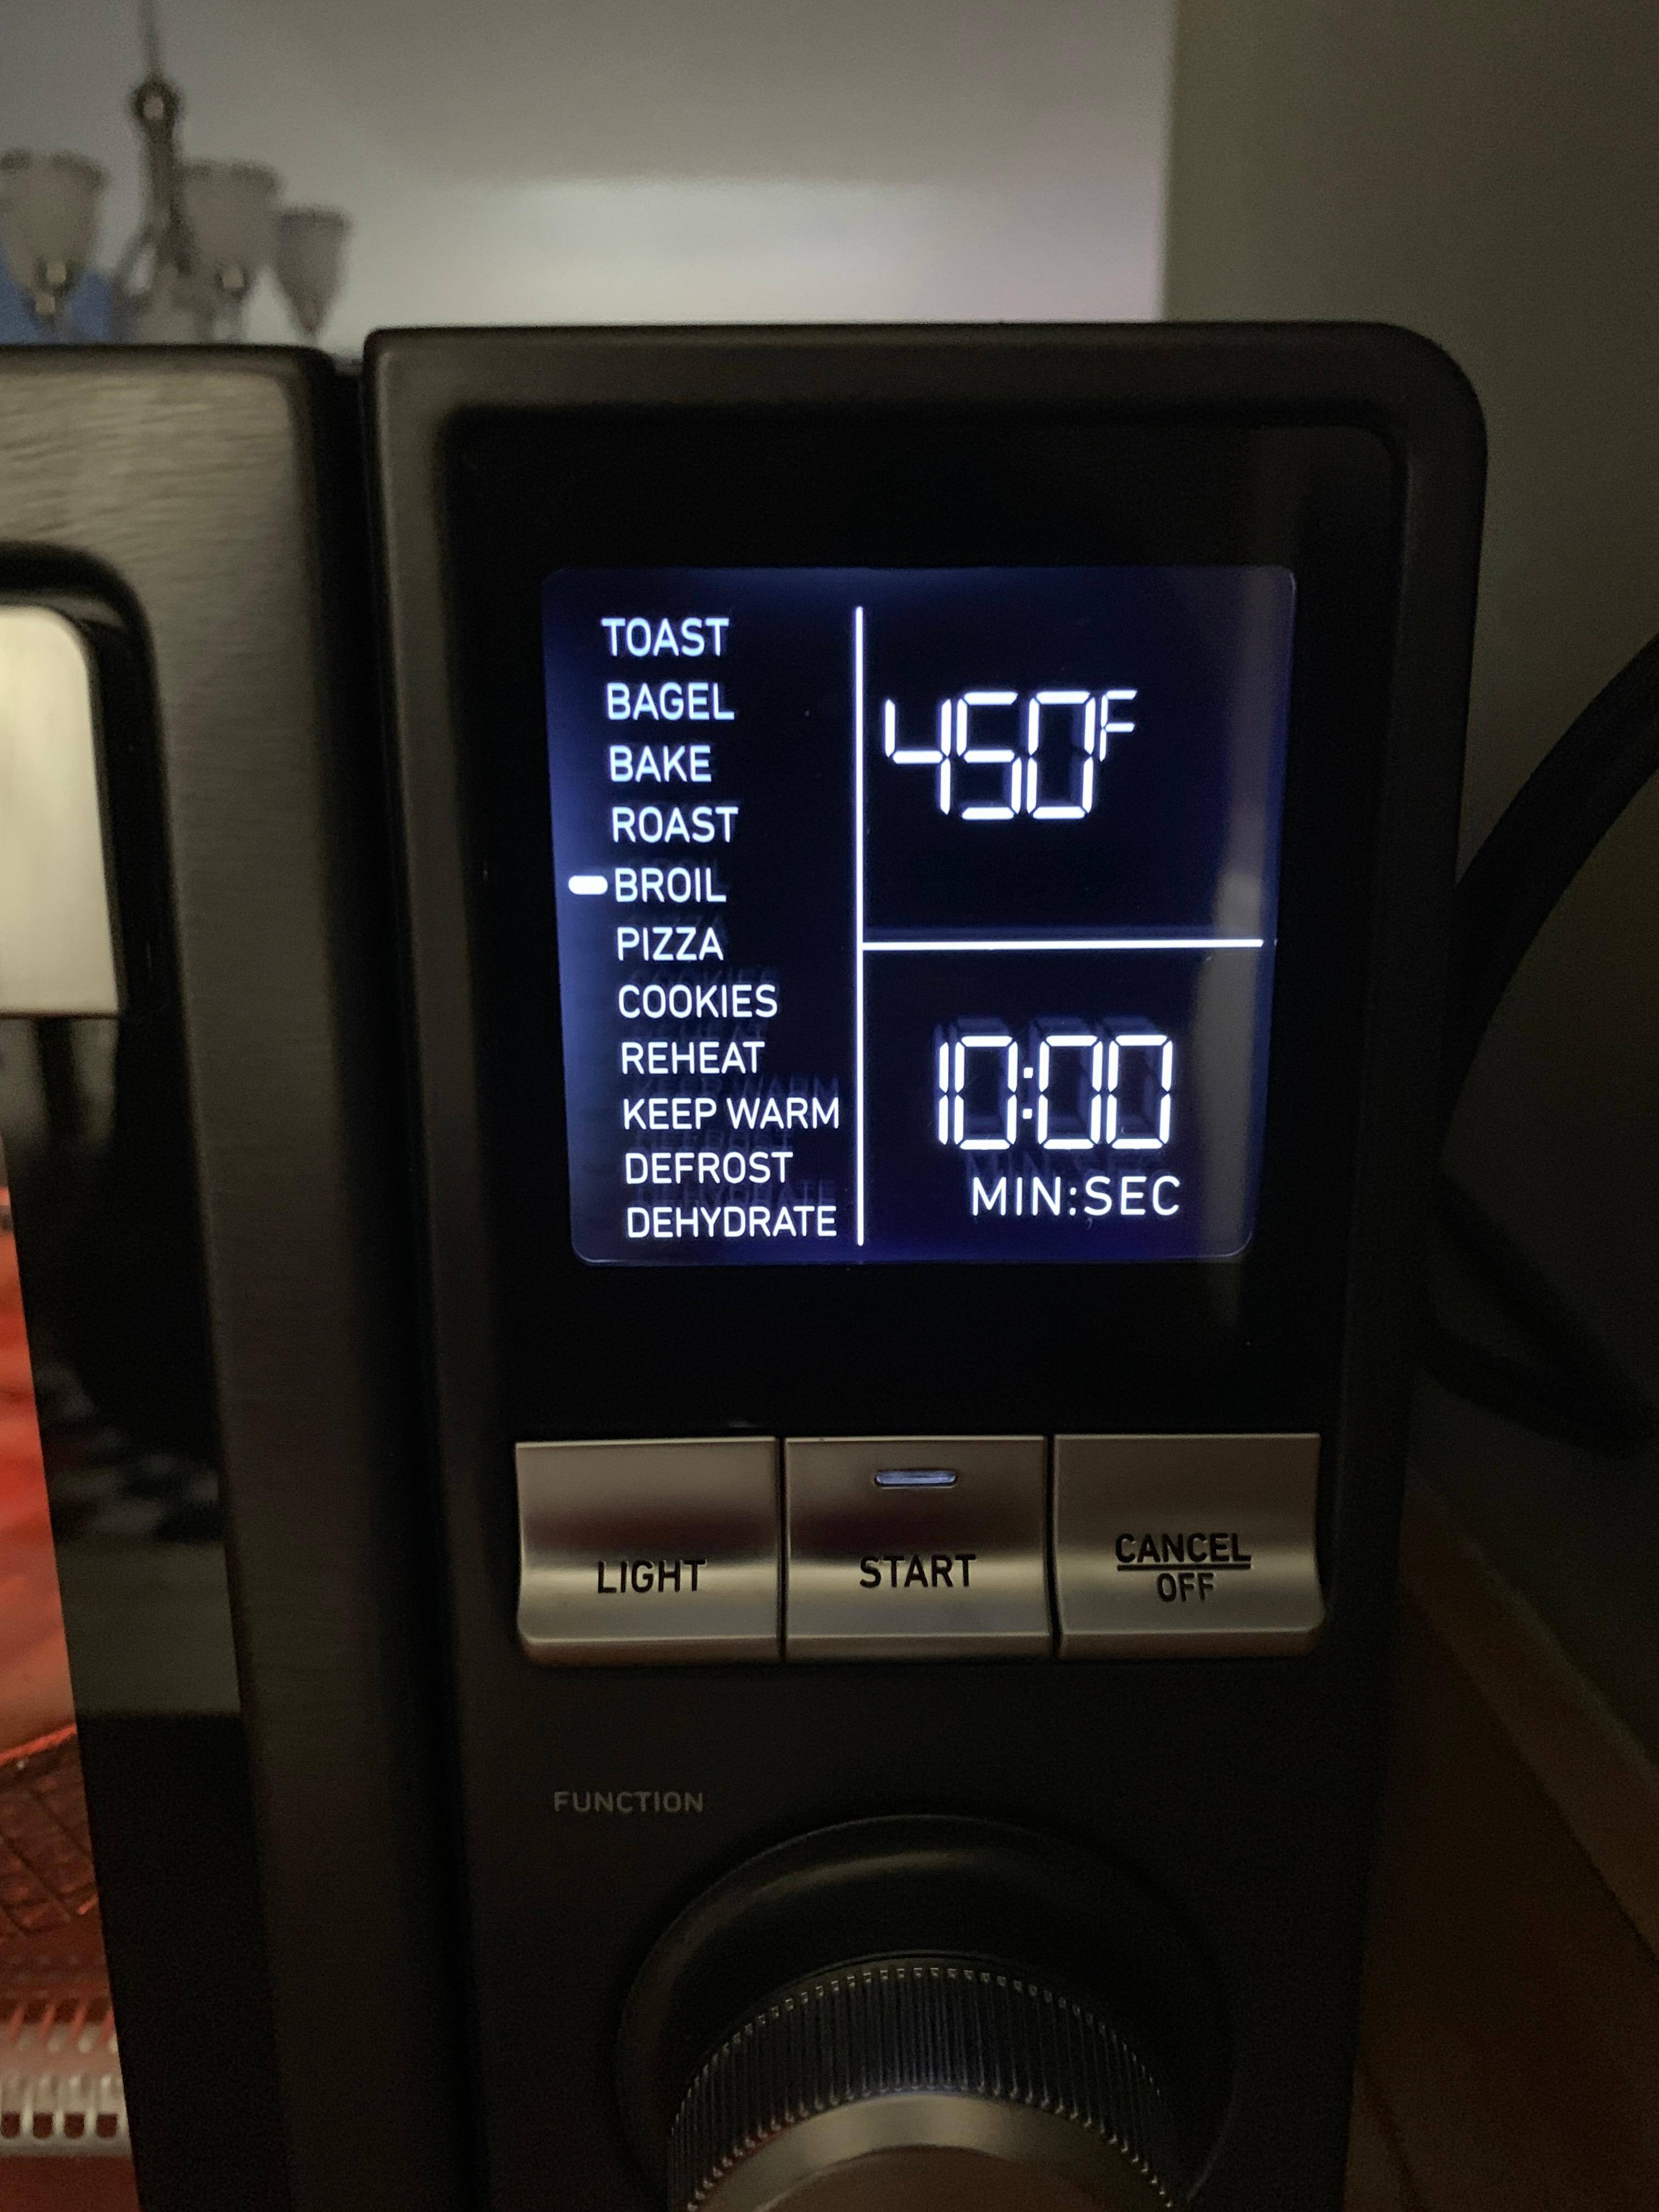 TOAST
BAGEL
BAKE
ROAST
BROIL
PIZZA
COOKIES
REHEAT
KEEP WARM
DEFROST
DEHYDRATE
450F
10:00
MIN:SEC
LIGHT
START
CANCEL
OFF
FUNCTION